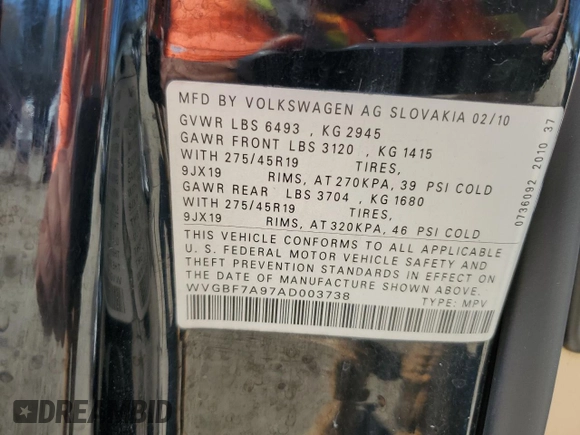 MFD BY VOLKSWAGEN AG SLOVAKIA 02/10
GVWR LBS 6493 , KG 2945
GAWR FRONT LBS 3120 , KG 1415
WITH 275/45R19 TIRES,
9JX19 RIMS, AT 270KPA, 39 PSI COLD
GAWR REAR LBS 3704 , KG 1680
WITH 275/45R19 TIRES,
9JX19 RIMS, AT 320KPA, 46 PSI COLD
THIS VEHICLE CONFORMS TO ALL APPLICABLE
U. S. FEDERAL MOTOR VEHICLE SAFETY AND
THEFT PREVENTION STANDARDS IN EFFECT ON
THE DATE OF MANUFACTURE SHOWN ABOVE.
WVGBF7A97AD003738 TYPE: MPV
0736092 2010 37
DREAMBID